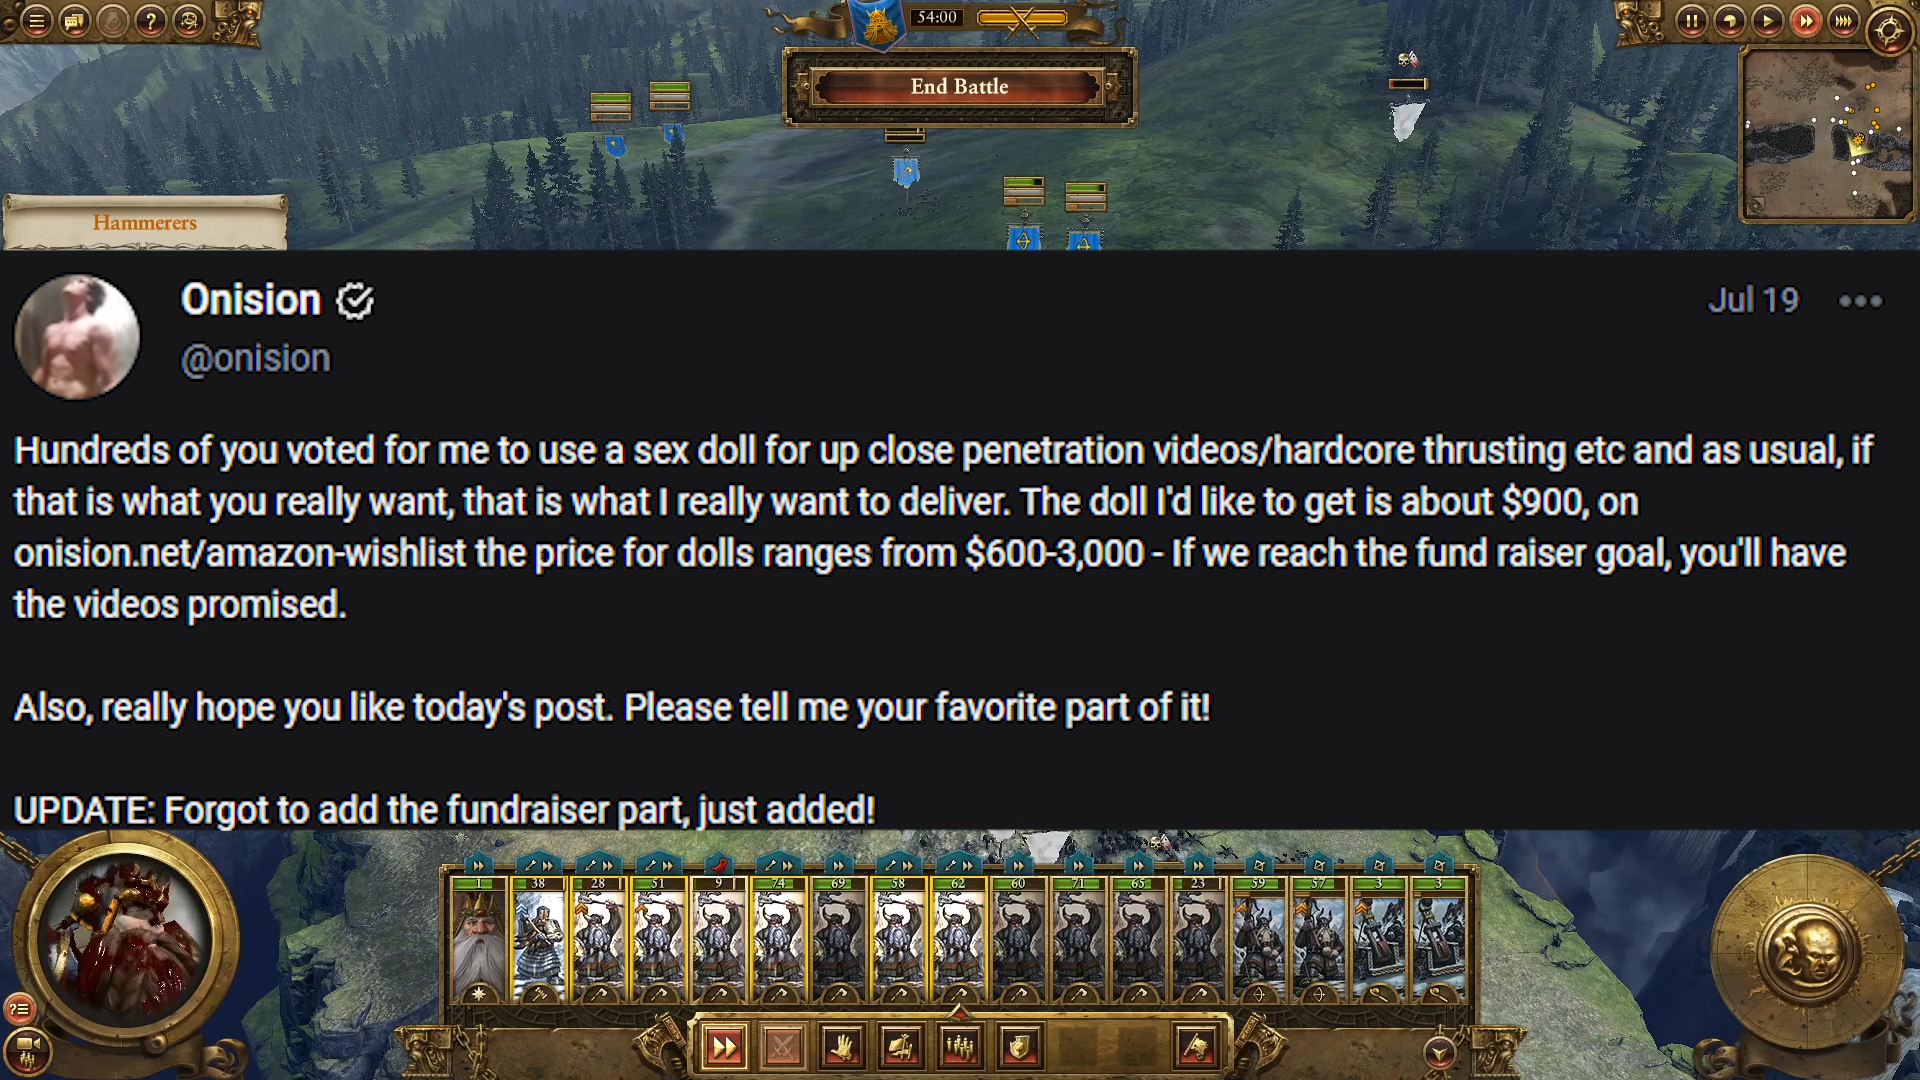 54:00
End Battle
Hammerers
Onision
Jul 19
@onision
Hundreds of you voted for me to use a sex doll for up close penetration videos/hardcore thrusting etc and as usual, if
that is what you really want, that is what I really want to deliver. The doll I'd like to get is about $900, on
onision.net/amazon-wishlist the price for dolls ranges from $600-3,000 - If we reach the fund raiser goal, you'll have
the videos promised.
Also, really hope you like today's post. Please tell me your favorite part of it!
UPDATE: Forgot to add the fundraiser part, just added!
1 38 28 51 9 74 69 58 62 60 71 65 23 59 57 3 3